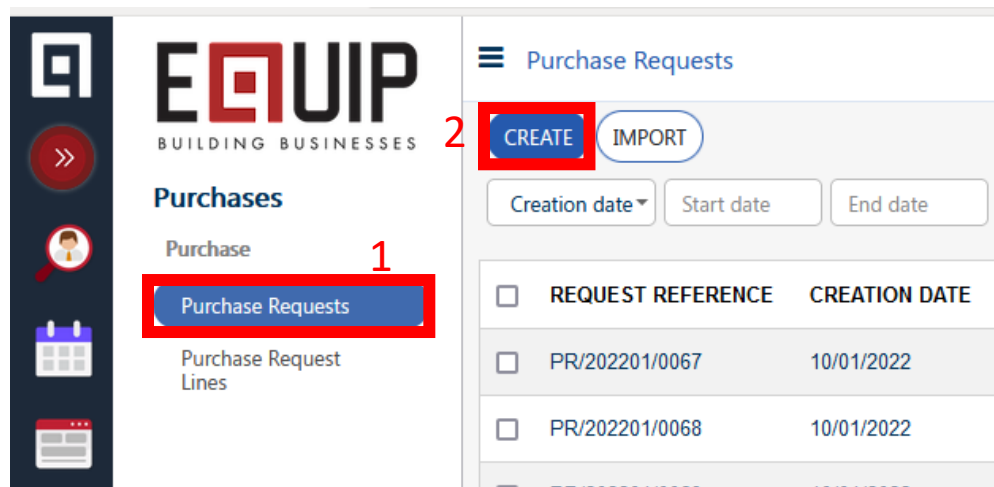 EQUIP
BUILDING BUSINESSES
Purchases
Purchase
1
Purchase Requests
Purchase Request
Lines
Purchase Requests
2
CREATE IMPORT
Creation date Start date End date
REQUEST REFERENCE CREATION DATE
PR/202201/0067 10/01/2022
PR/202201/0068 10/01/2022